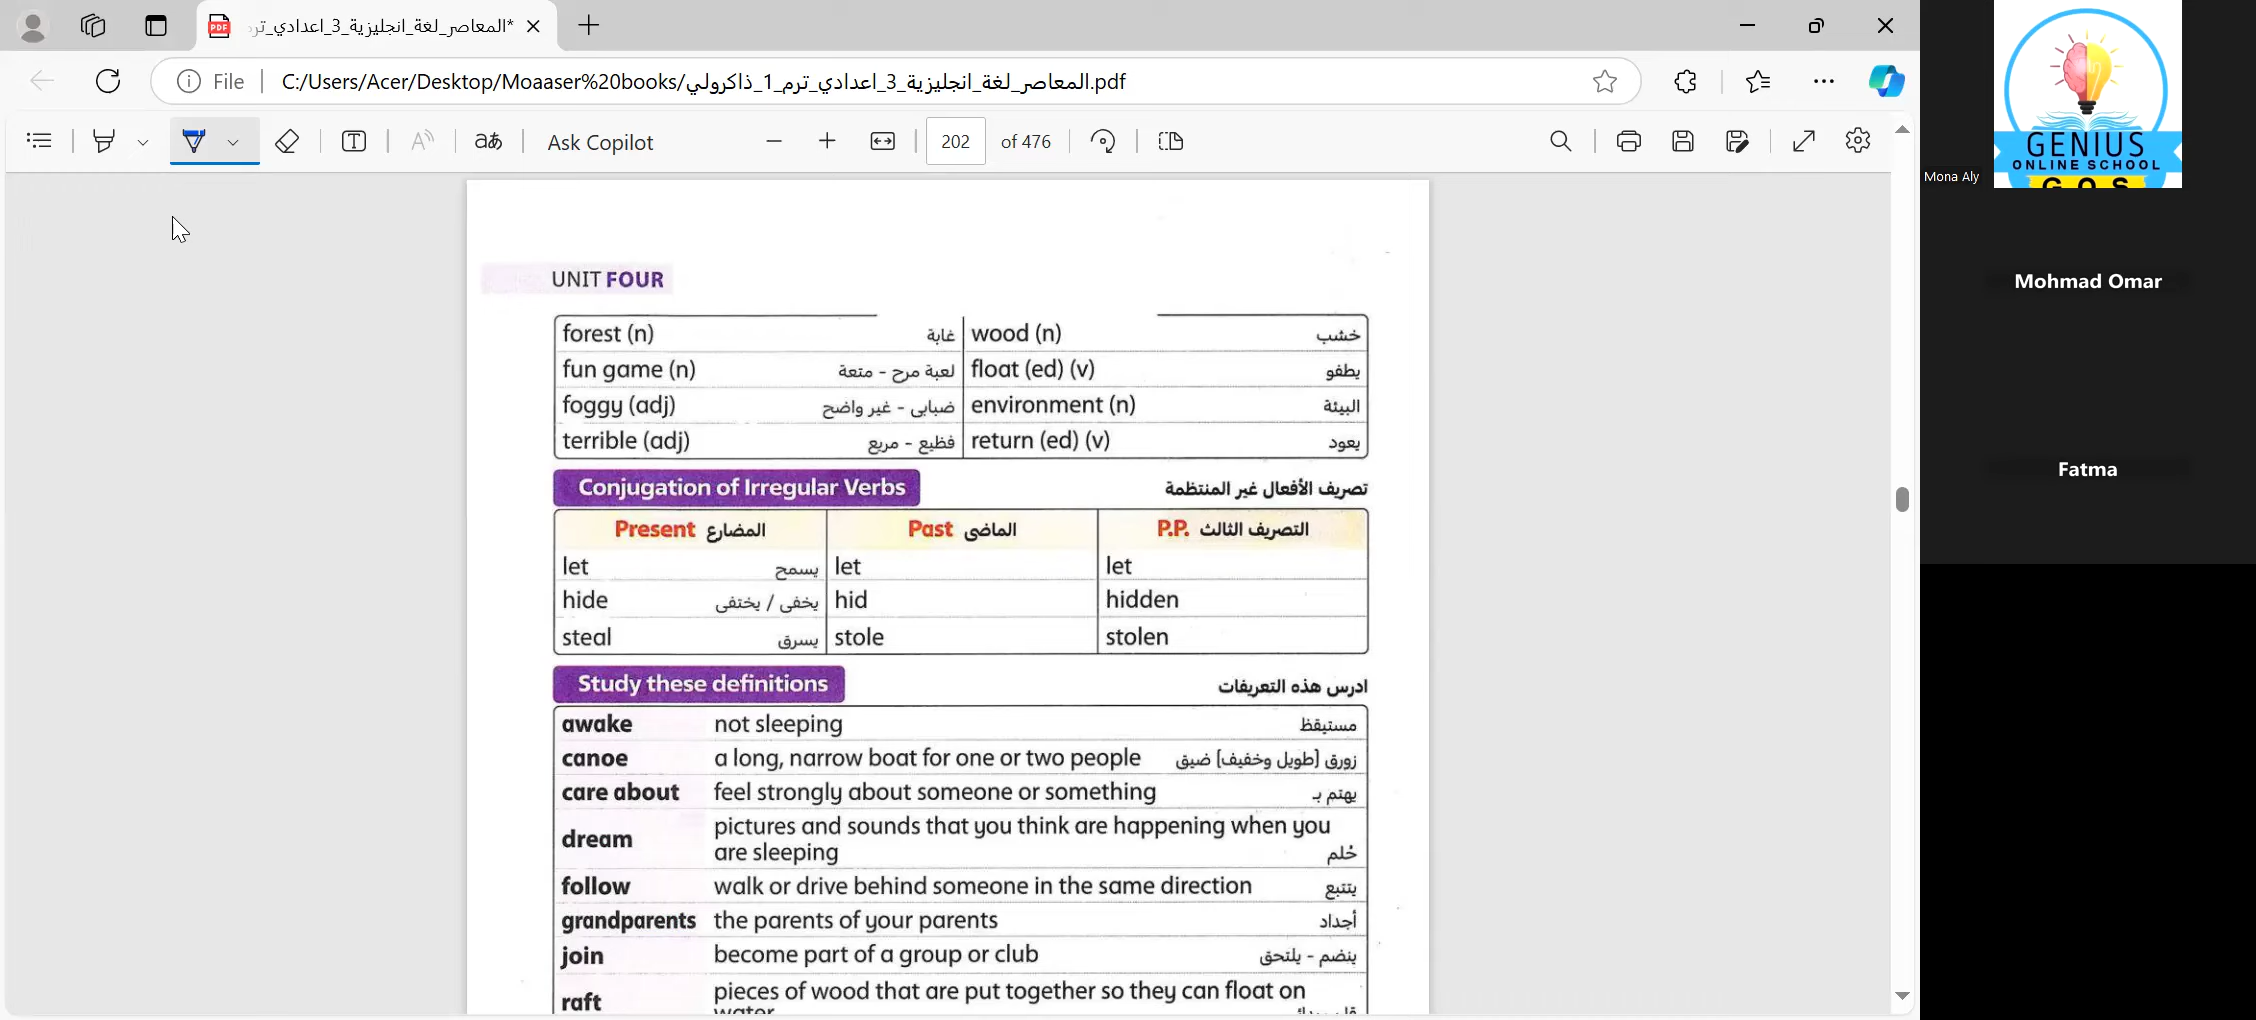 *المعاصر_لغة_انجليزية_3_اعدادي_تر
File C:/Users/Acer/Desktop/Moaaser%20books/المعاصر_لغة_انجليزية_3_اعدادي_ترم_1_ذاكرولي.pdf
Ask Copilot 202 of 476
GENIUS
ONLINE SCHOOL
GOS
Mona Aly
Mohmad Omar
Fatma
UNIT FOUR
forest (n) غابة wood (n) خشب
fun game (n) لعبة مرح - متعة float (ed) (v) يطفو
foggy (adj) ضبابى - غير واضح environment (n) البيئة
terrible (adj) فظيع - مريع return (ed) (v) يعود
Conjugation of Irregular Verbs تصريف الأفعال غير المنتظمة
Present المضارع Past الماضى P.P. التصريف الثالث
let يسمح let let
hide يخفى / يختفى hid hidden
steal يسرق stole stolen
Study these definitions ادرس هذه التعريفات
awake not sleeping مستيقظ
canoe a long, narrow boat for one or two people زورق [طويل وخفيف] ضيق
care about feel strongly about someone or something يهتم بـ
dream pictures and sounds that you think are happening when you
are sleeping حُلم
follow walk or drive behind someone in the same direction يتتبع
grandparents the parents of your parents أجداد
join become part of a group or club ينضم - يلتحق
raft pieces of wood that are put together so they can float on
water